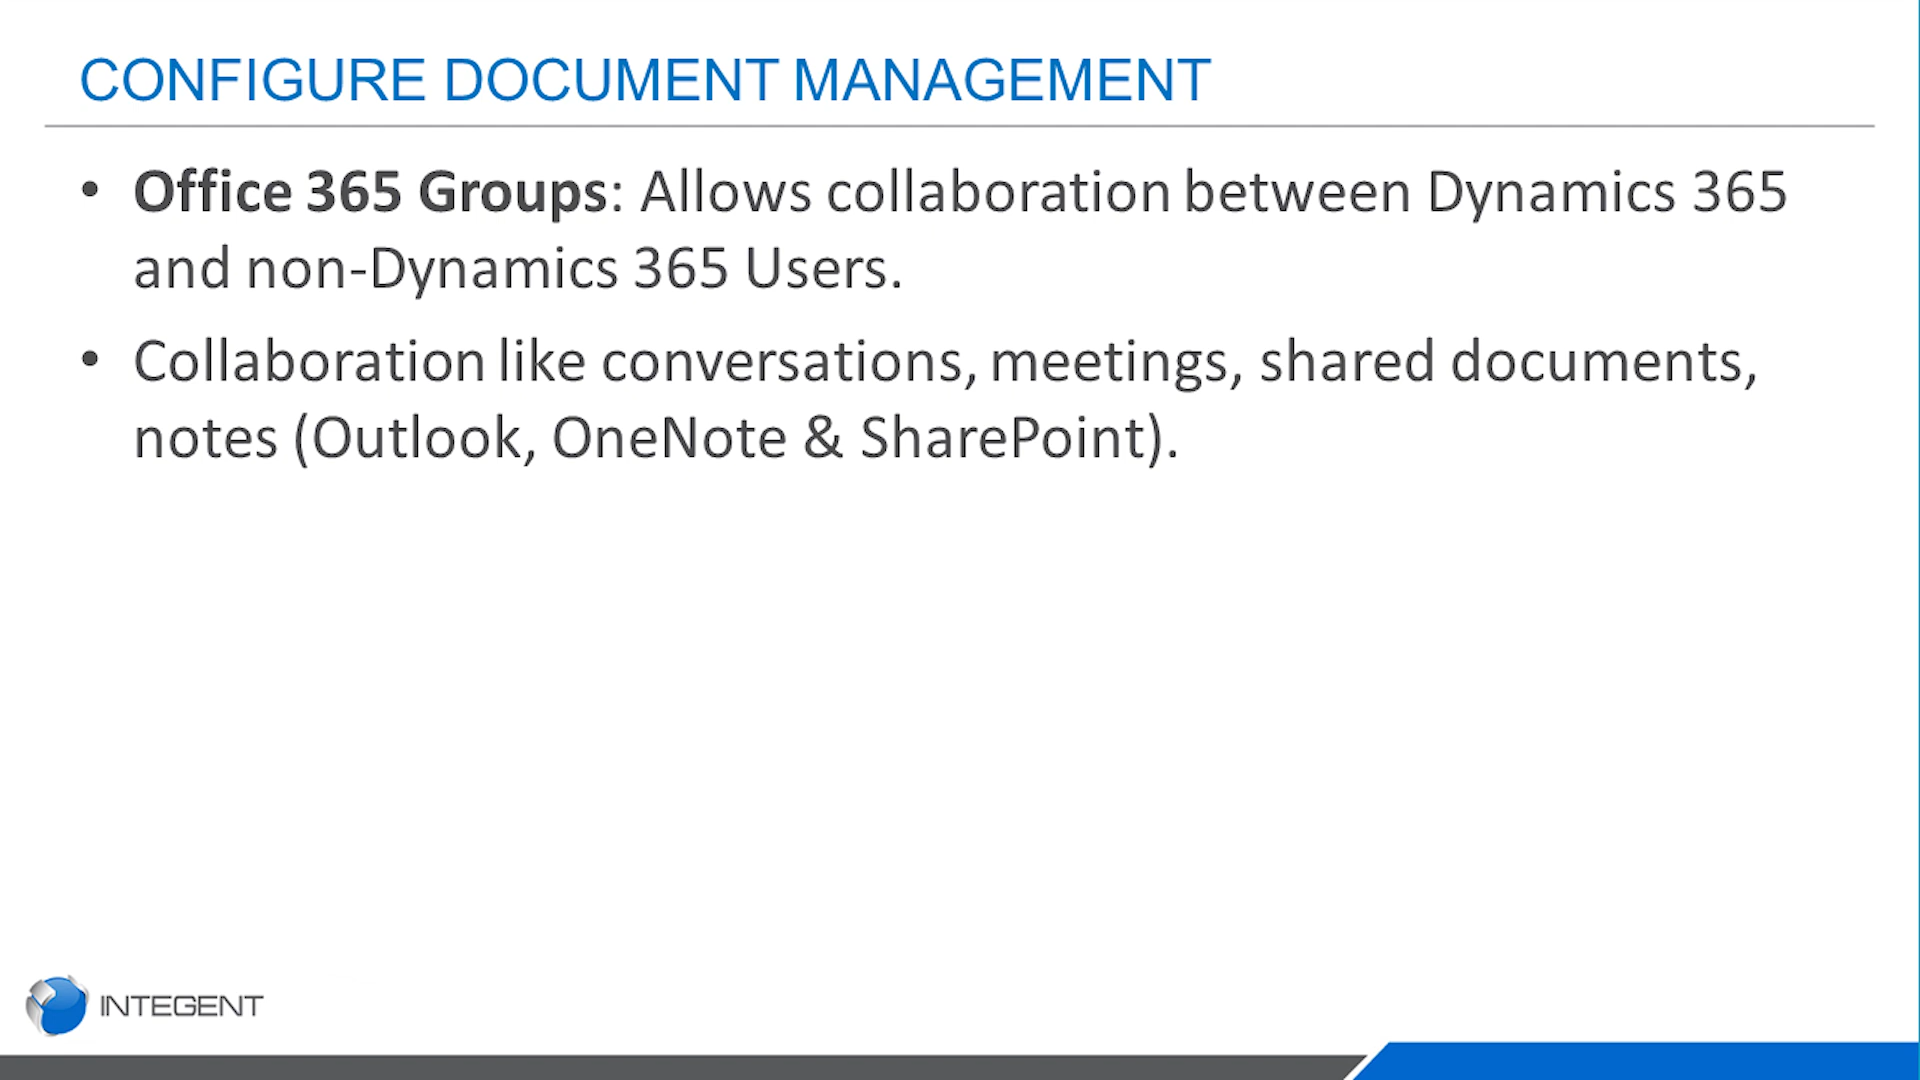 CONFIGURE DOCUMENT MANAGEMENT
• Office 365 Groups: Allows collaboration between Dynamics 365
and non-Dynamics 365 Users.
• Collaboration like conversations, meetings, shared documents,
notes (Outlook, OneNote & SharePoint).
INTEGENT